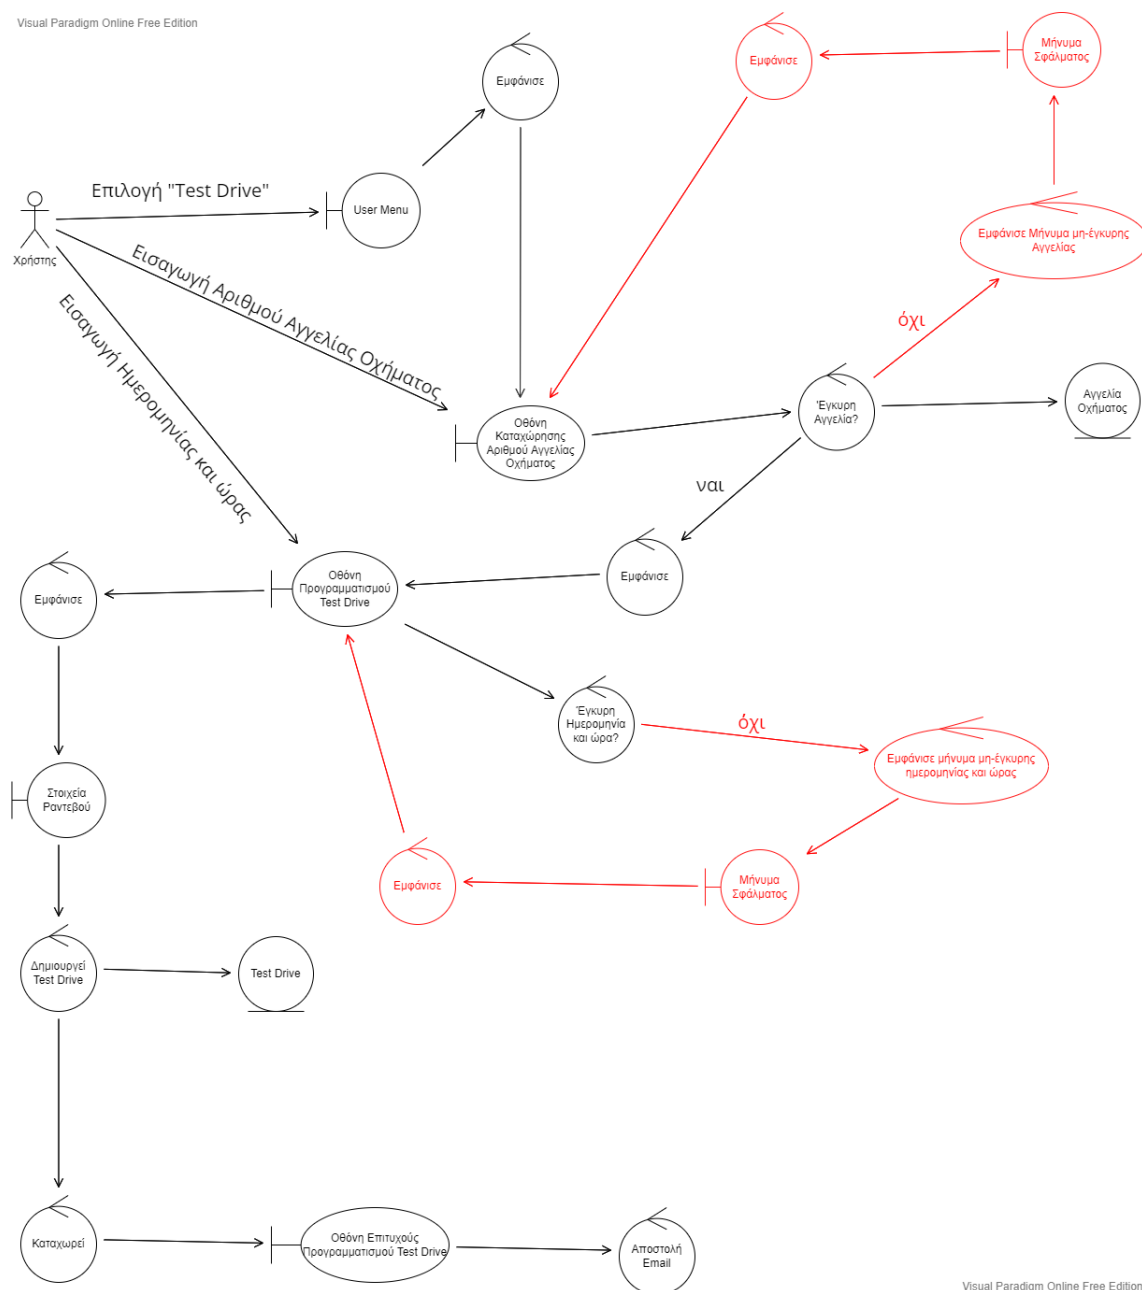 Visual Paradigm Online Free Edition
Εμφάνισε
Εμφάνισε
Μήνυμα
Σφάλματος
Επιλογή "Test Drive"
User Menu
Χρήστης
Εμφάνισε Μήνυμα μη-έγκυρης
Αγγελίας
Εισαγωγή Αριθμού Αγγελίας Οχήματος
Εισαγωγή Ημερομηνίας και ώρας
όχι
Οθόνη
Καταχώρησης
Αριθμού Αγγελίας
Οχήματος
Έγκυρη
Αγγελία?
Αγγελία
Οχήματος
ναι
Εμφάνισε
Οθόνη
Προγραμματισμού
Test Drive
Εμφάνισε
Έγκυρη
Ημερομηνία
και ώρα?
όχι
Εμφάνισε μήνυμα μη-έγκυρης
ημερομηνίας και ώρας
Στοιχεία
Ραντεβού
Εμφάνισε
Μήνυμα
Σφάλματος
Δημιουργεί
Test Drive
Test Drive
Καταχωρεί
Οθόνη Επιτυχούς
Προγραμματισμού Test Drive
Αποστολή
Email
Visual Paradigm Online Free Edition